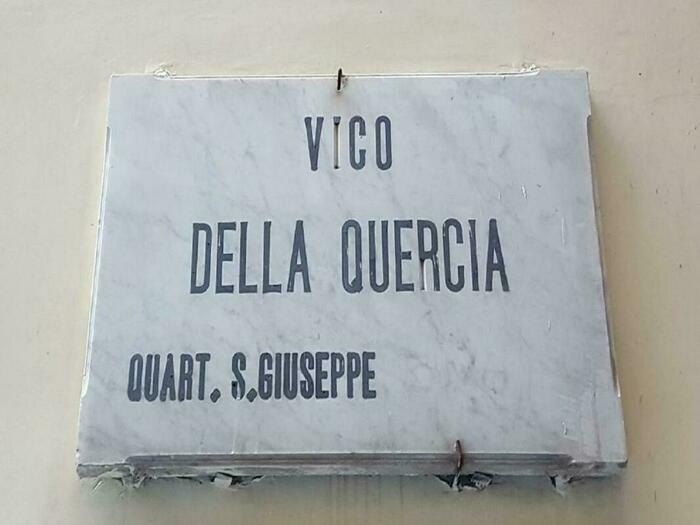 VICO
DELLA QUERCIA
QUART. S.GIUSEPPE